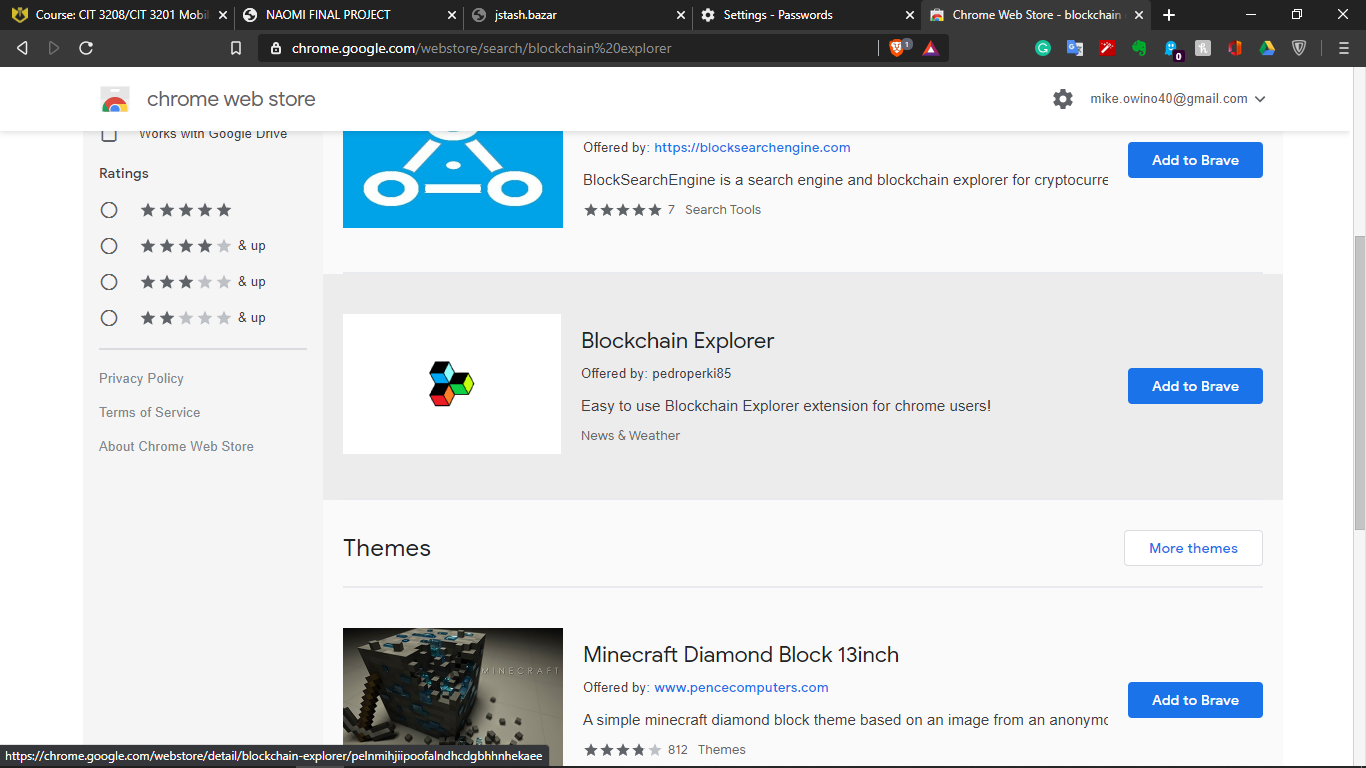 Course: CIT 3208/CIT 3201 Mobil
NAOMI FINAL PROJECT
jstash.bazar
Settings - Passwords
Chrome Web Store - blockchain
chrome.google.com/webstore/search/blockchain%20explorer
1
0
chrome web store
mike.owino40@gmail.com
Works with Google Drive
Ratings
& up
& up
& up
Privacy Policy
Terms of Service
About Chrome Web Store
Offered by: https://blocksearchengine.com
Add to Brave
BlockSearchEngine is a search engine and blockchain explorer for cryptocurre
7 Search Tools
Blockchain Explorer
Offered by: pedroperki85
Add to Brave
Easy to use Blockchain Explorer extension for chrome users!
News & Weather
Themes
More themes
MINECRAFT
Minecraft Diamond Block 13inch
Offered by: www.pencecomputers.com
Add to Brave
A simple minecraft diamond block theme based on an image from an anonymo
812 Themes
https://chrome.google.com/webstore/detail/blockchain-explorer/pelnmihjiipoofalndhcdgbhhnhekaee